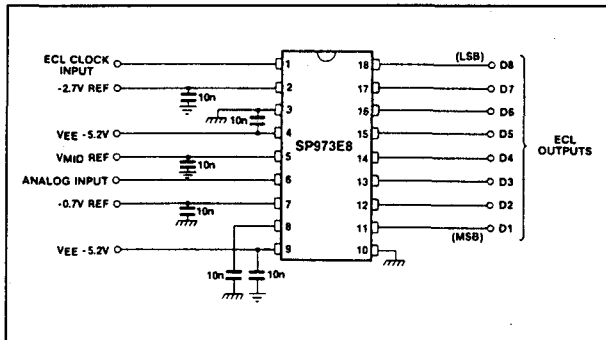 ECL CLOCK INPUT
-2.7V REF
10n
10n
VEE -5.2V
VMID REF
10n
ANALOG INPUT
-0.7V REF
10n
VEE -5.2V
10n
10n
1
2
3
4
5
6
7
8
9
SP973E8
18
17
16
15
14
13
12
11
10
(LSB)
D8
D7
D6
D5
D4
D3
D2
D1
(MSB)
ECL
OUTPUTS